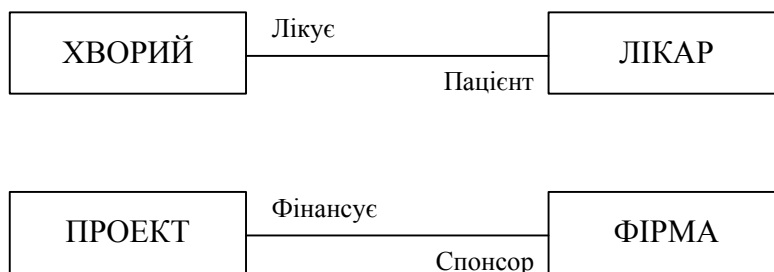 Лікує
ХВОРИЙ
ЛІКАР
Пацієнт
Фінансує
ПРОЕКТ
ФІРМА
Спонсор